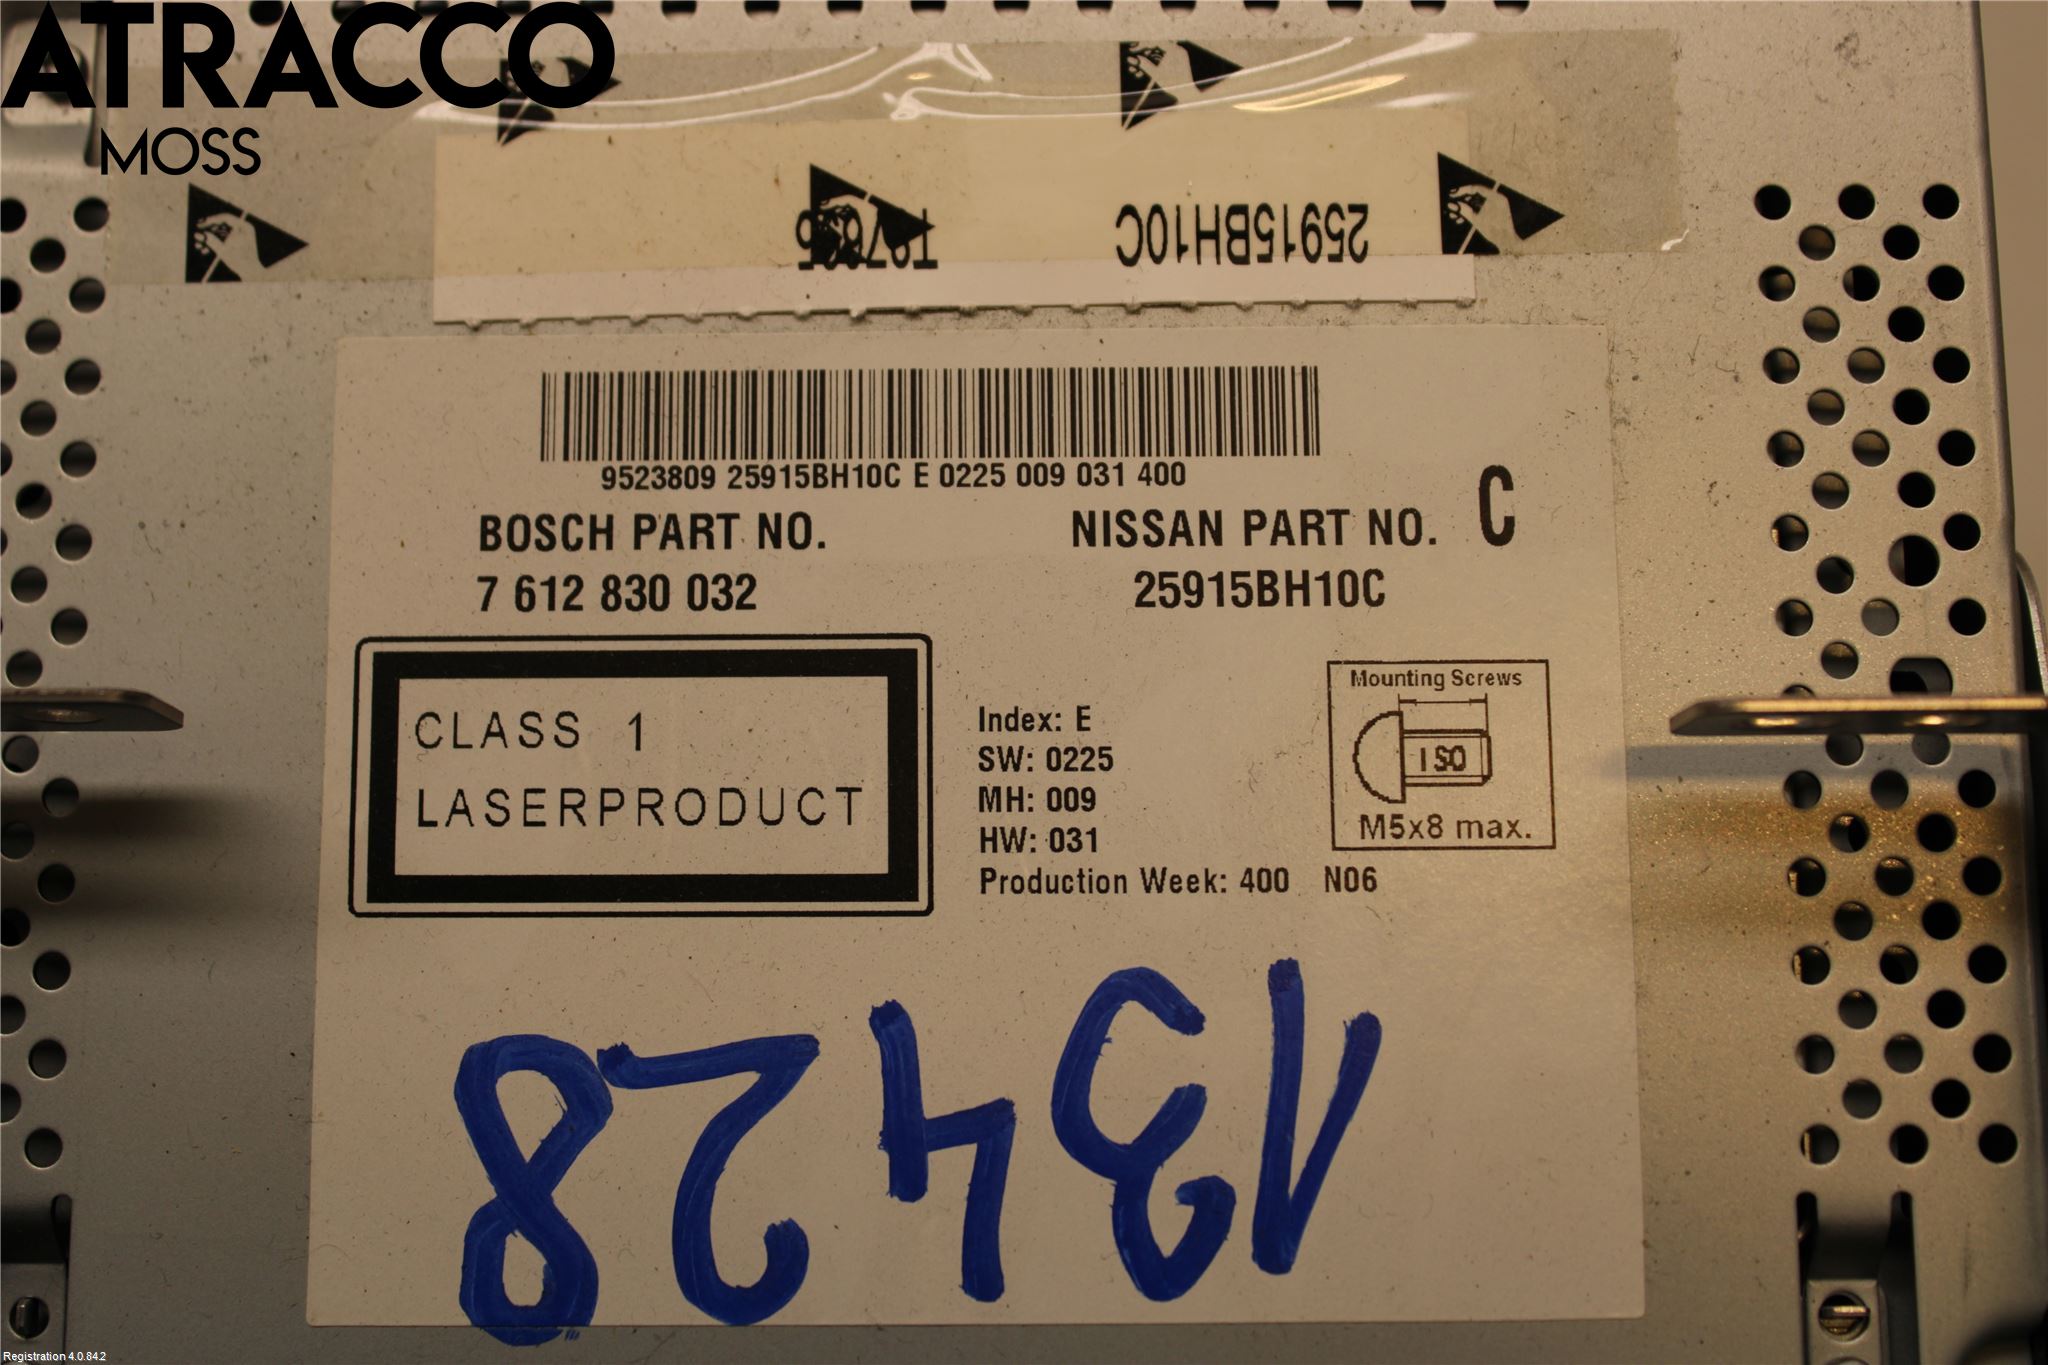 ATRACCO
MOSS
25915BH10C
9523809 25915BH10C E 0225 009 031 400
BOSCH PART NO.
7 612 830 032
NISSAN PART NO. C
25915BH10C
CLASS 1
LASERPRODUCT
Index: E
SW: 0225
MH: 009
HW: 031
Production Week: 400 N06
Mounting Screws
ISO
M5x8 max.
13428
Registration 4.0.84.2